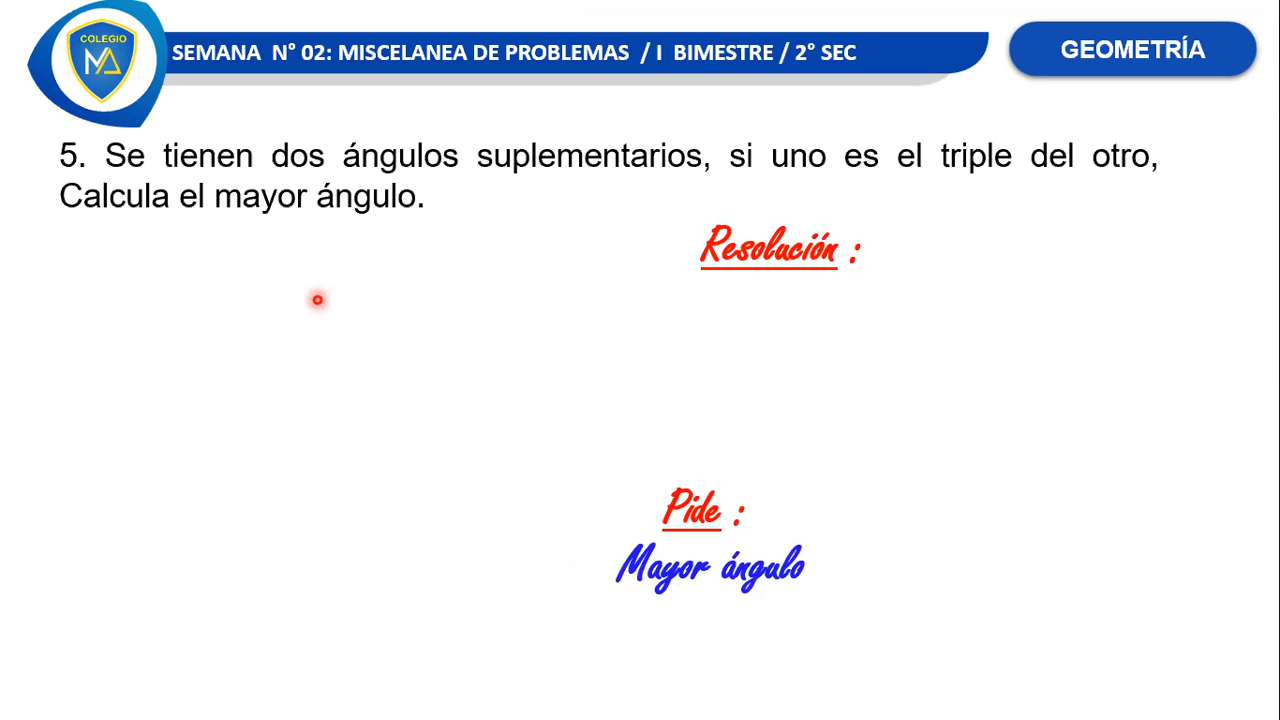 COLEGIO
MA
SEMANA N° 02: MISCELANEA DE PROBLEMAS / I BIMESTRE / 2° SEC
GEOMETRÍA
5. Se tienen dos ángulos suplementarios, si uno es el triple del otro,
Calcula el mayor ángulo.
Resolución :
Pide :
Mayor ángulo